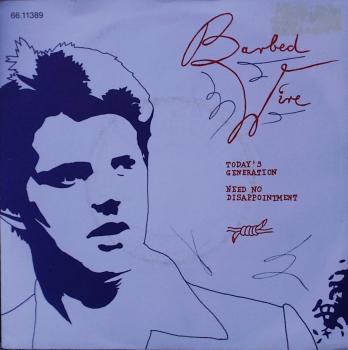 66.11389
Barbed
Wire
TODAY'S
GENERATION
NEED NO
DISAPPOINTMENT